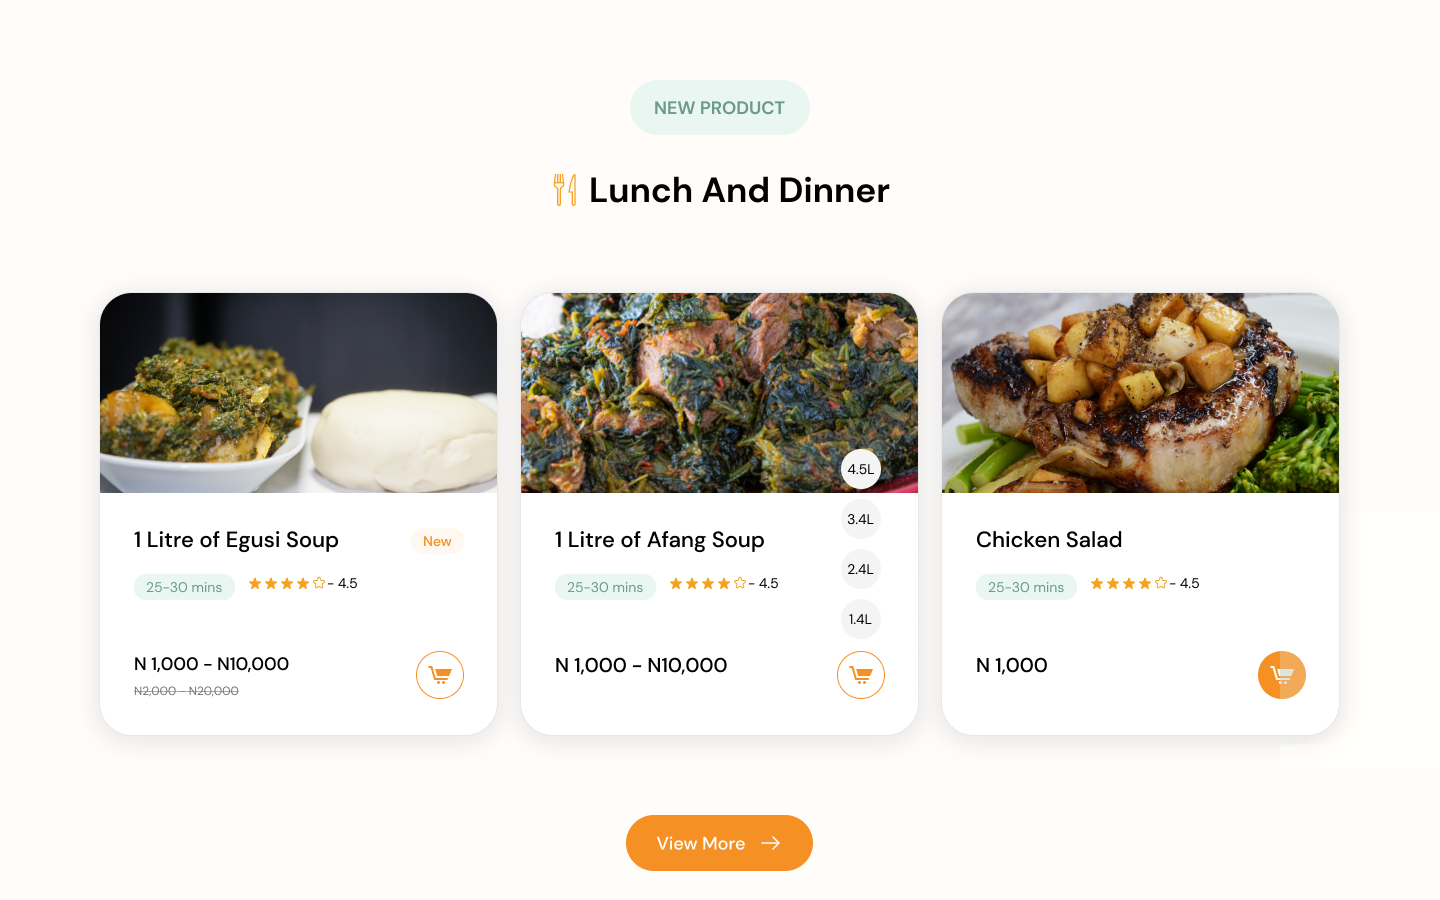 NEW PRODUCT
Lunch And Dinner
1 Litre of Egusi Soup
New
25-30 mins
- 4.5
N 1,000 - N10,000
N2,000 - N20,000
4.5L
3.4L
2.4L
1.4L
1 Litre of Afang Soup
25-30 mins
- 4.5
N 1,000 - N10,000
Chicken Salad
25-30 mins
- 4.5
N 1,000
View More